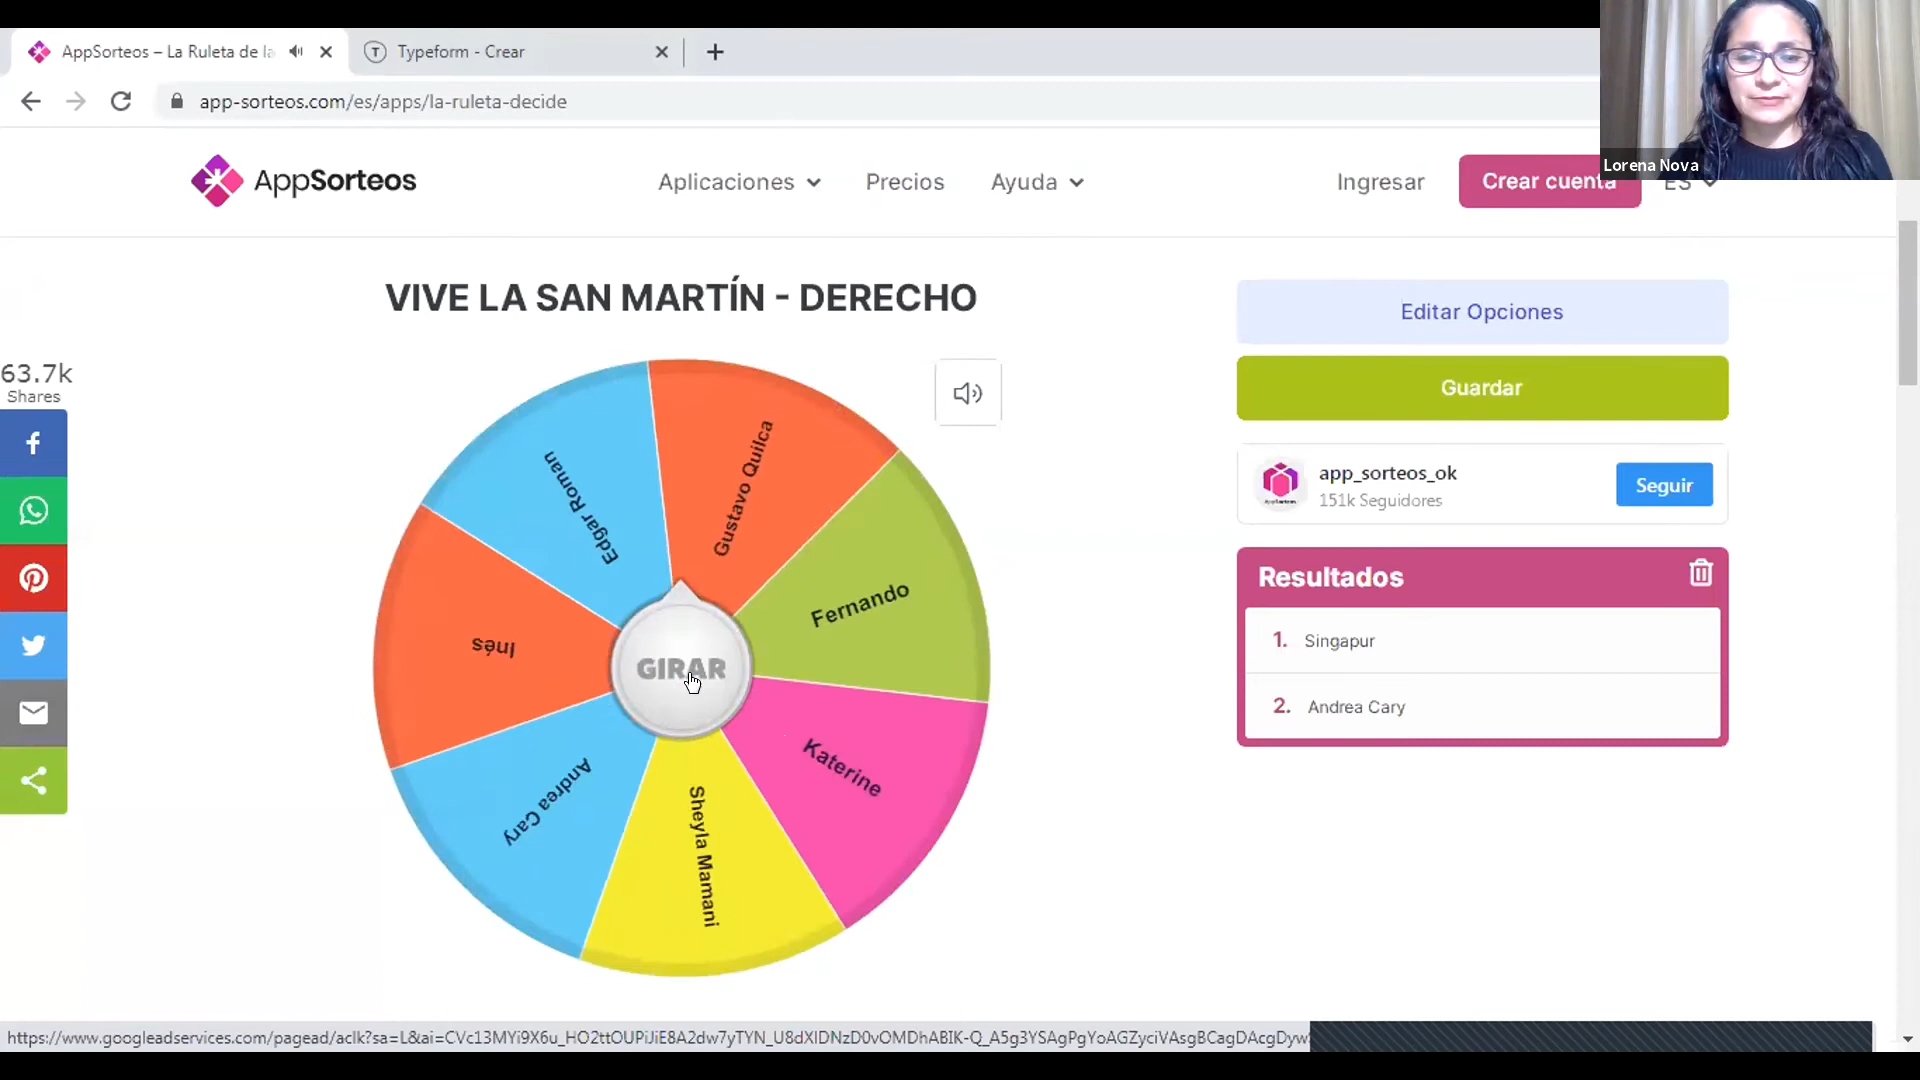 AppSorteos – La Ruleta de la
Typeform - Crear
app-sorteos.com/es/apps/la-ruleta-decide
Lorena Nova
AppSorteos
Aplicaciones
Precios
Ayuda
Ingresar
Crear cuenta
ES
VIVE LA SAN MARTÍN - DERECHO
Editar Opciones
Guardar
63.7k
Shares
app_sorteos_ok
151k Seguidores
Seguir
Gustavo Quilca
Edgar Roman
Fernando
Inés
GIRAR
Katerine
Andrea Cary
Sheyla Mamani
Resultados
1. Singapur
2. Andrea Cary
https://www.googleadservices.com/pagead/aclk?sa=L&ai=CVc13MYi9X6u_HO2ttOUPiJiE8A2dw7yTYN_U8dXlDNzD0vOMDhABIK-Q_A5g3YSAgPgYoAGZyciVAsgBCagDAcgDyw